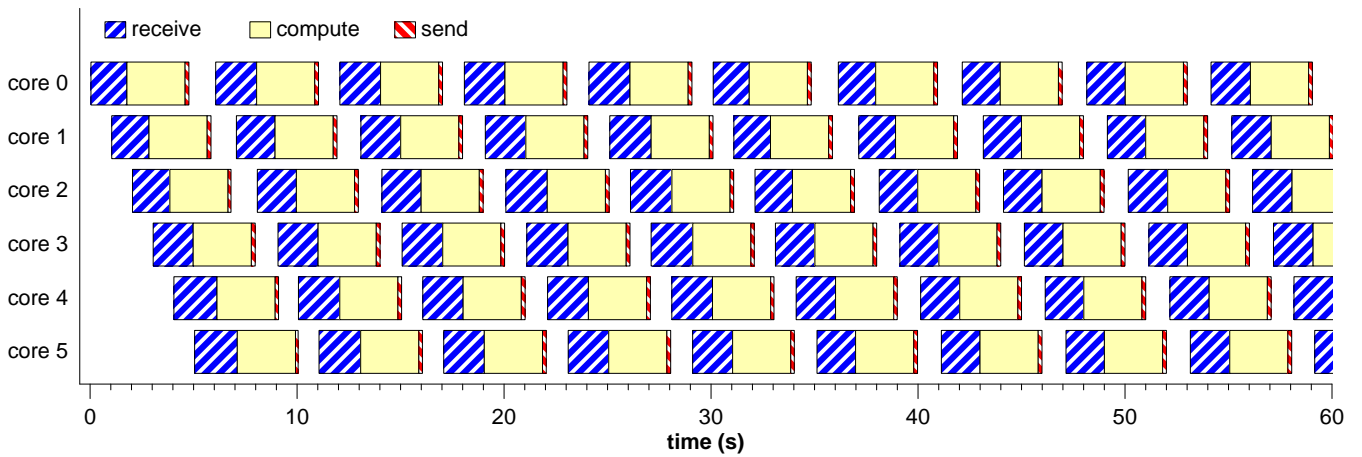 receive compute send
core 0
core 1
core 2
core 3
core 4
core 5
0 10 20 30 40 50 60
time (s)